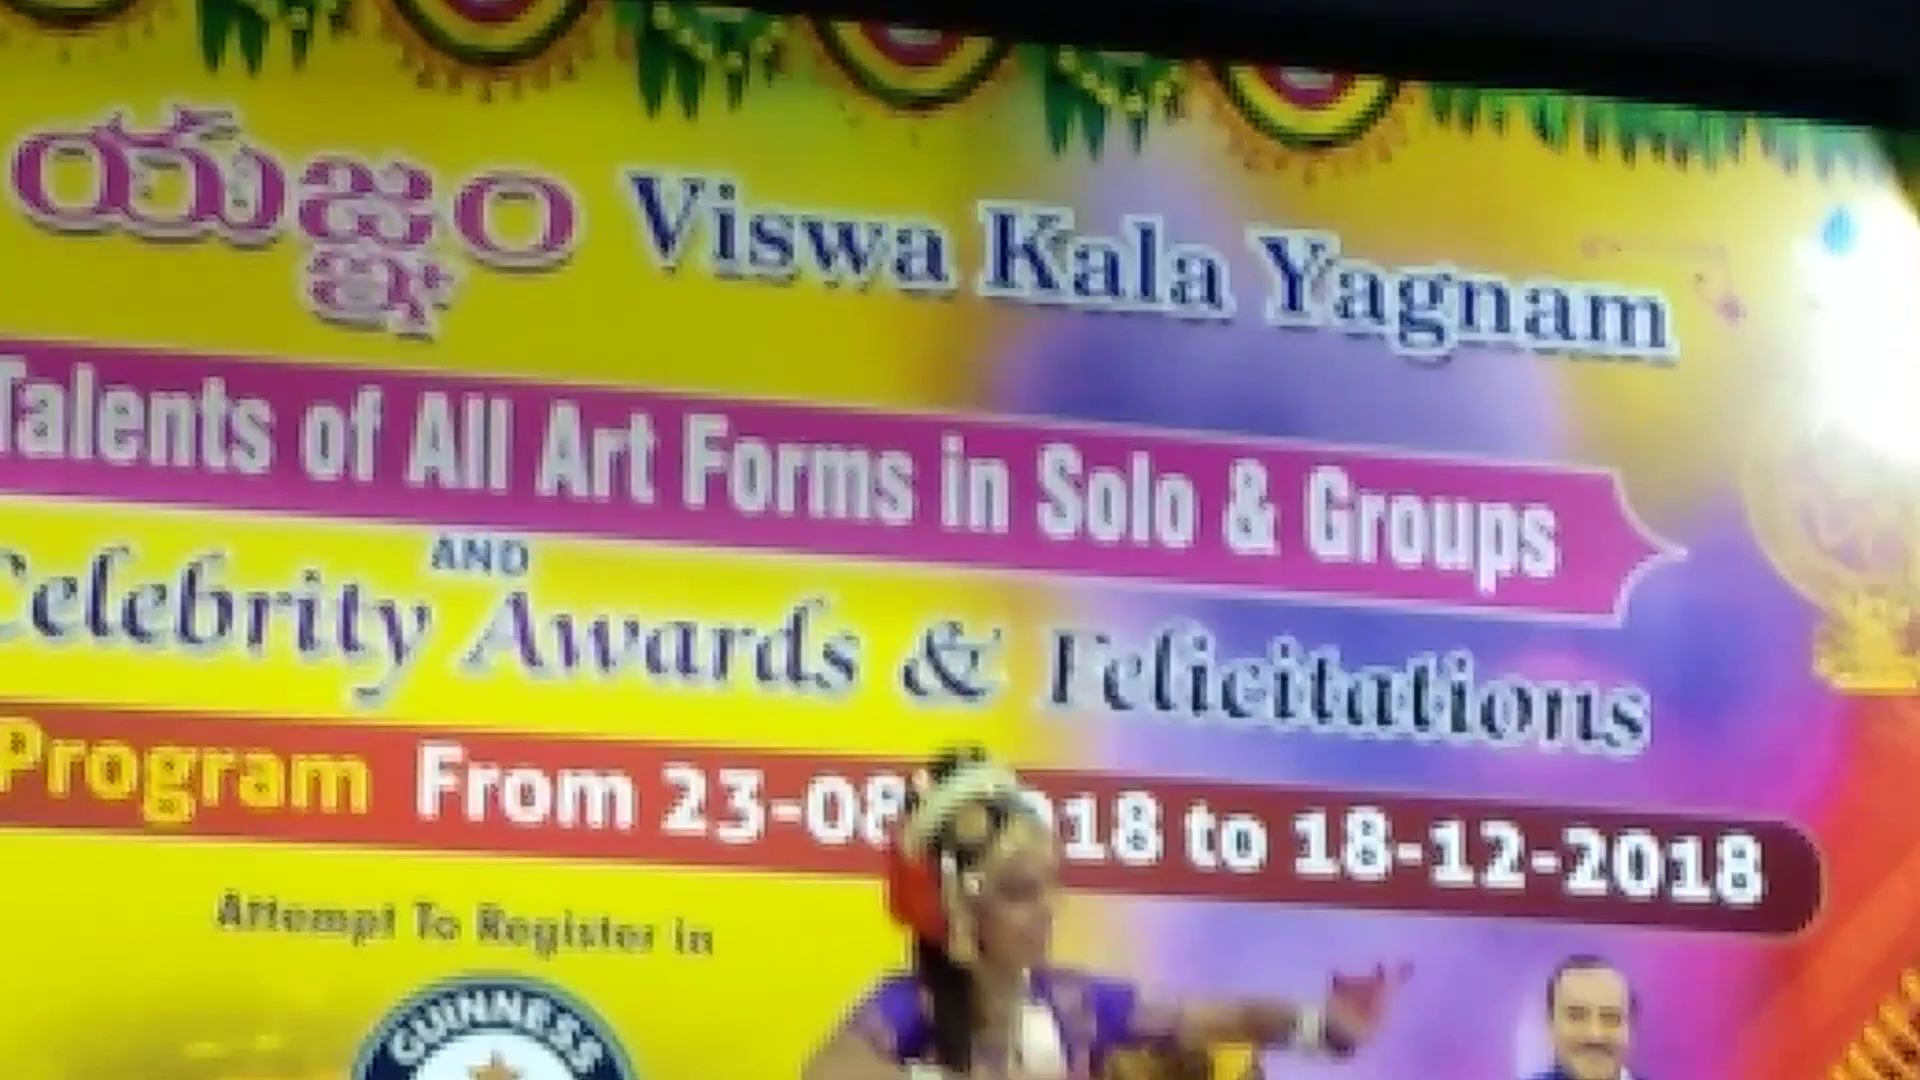 యజ్ఞం Viswa Kala Yagnam
Talents of All Art Forms in Solo & Groups
AND
Celebrity Awards & Felicitations
Program From 23-08 018 to 18-12-2018
Attempt To Register in
GUINNESS